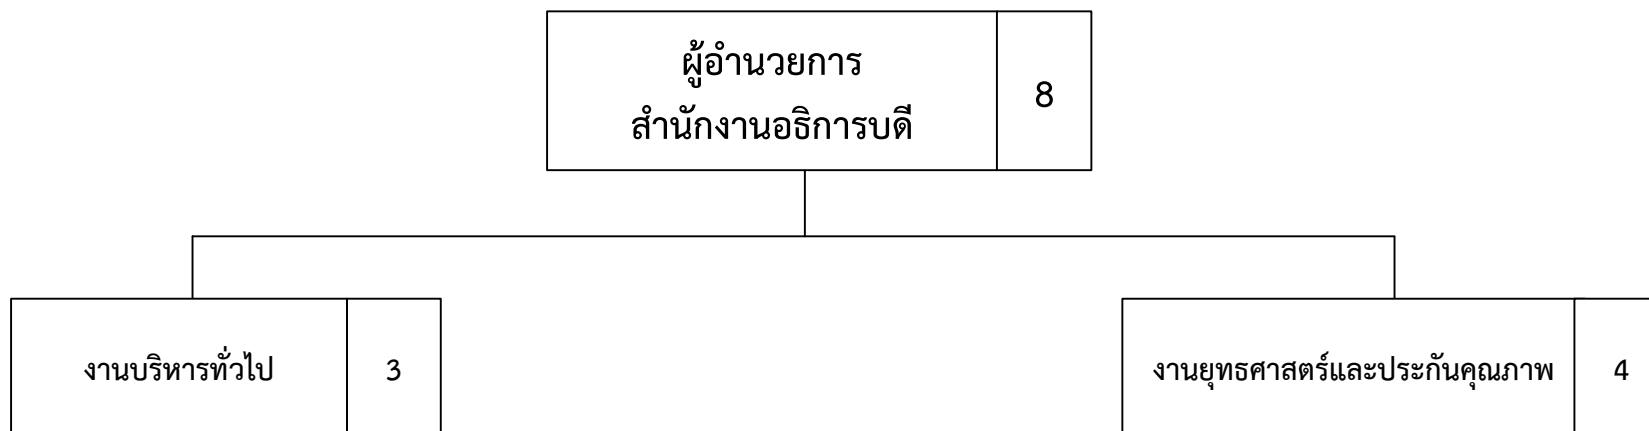 ผู้อำนวยการ
สำนักงานอธิการบดี
8
งานบริหารทั่วไป
3
งานยุทธศาสตร์และประกันคุณภาพ
4